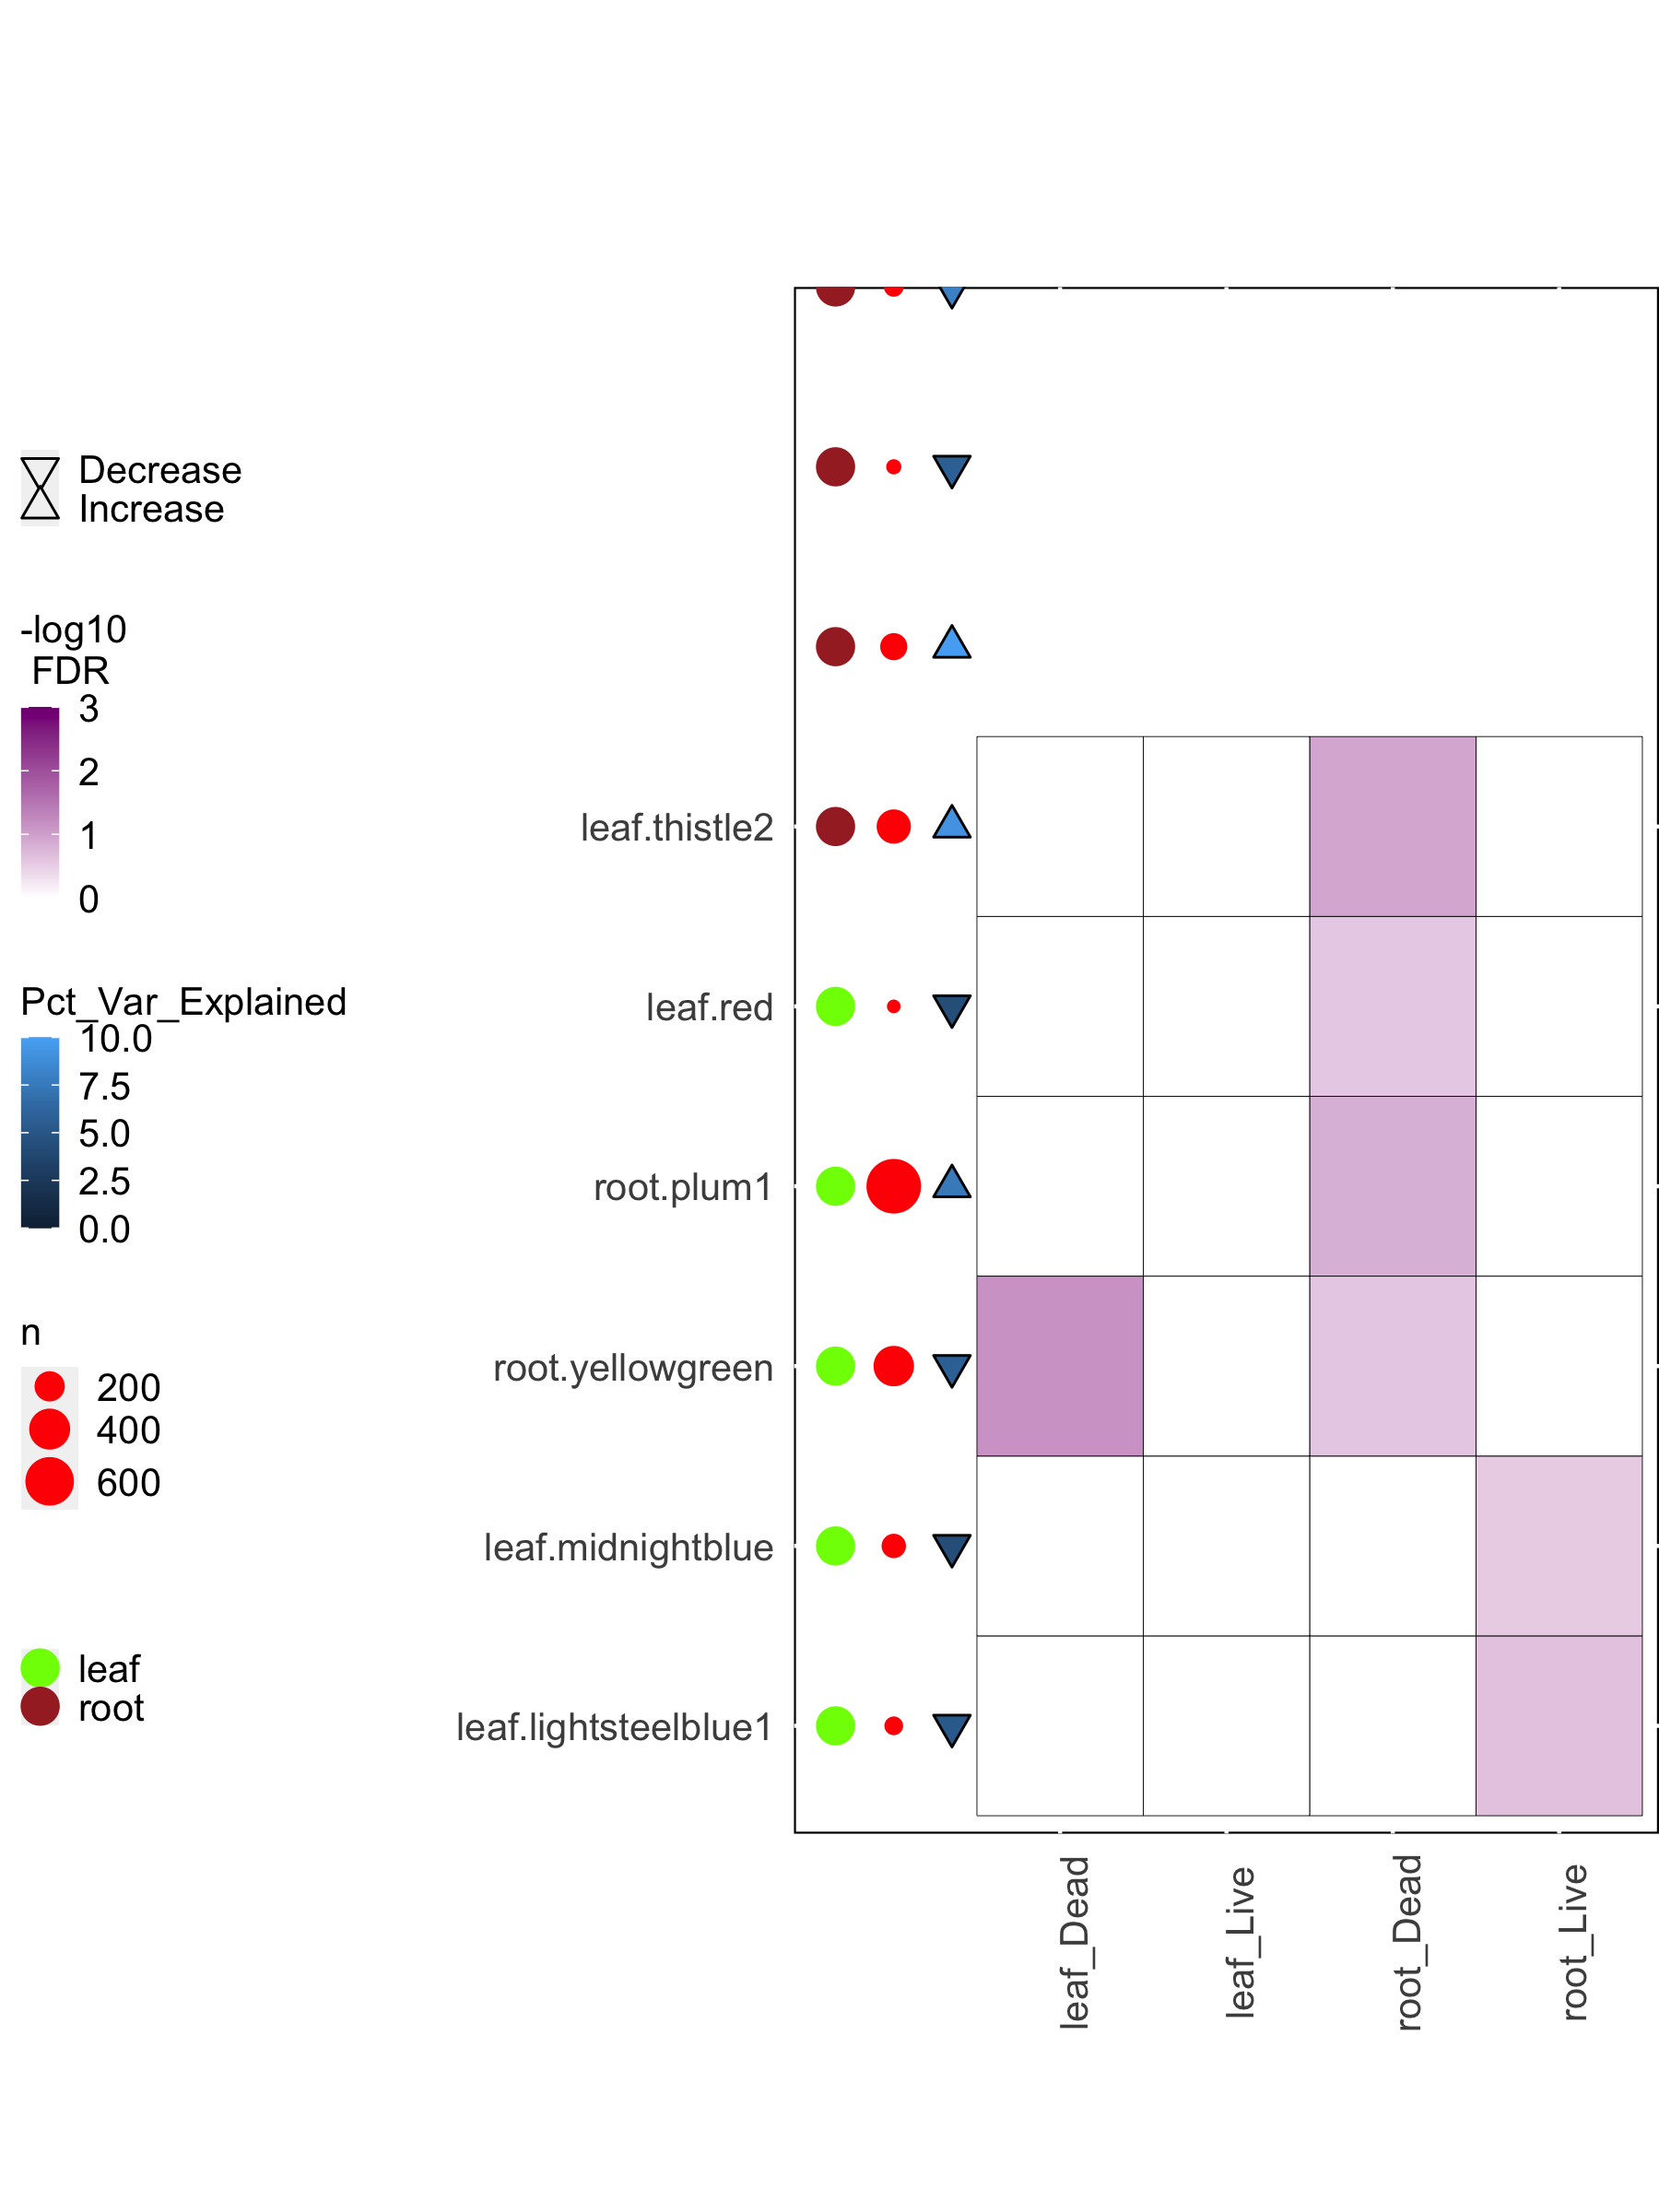 Decrease
Increase
-log10
FDR
3
2
1
0
Pct_Var_Explained
10.0
7.5
5.0
2.5
0.0
n
200
400
600
leaf
root
leaf.thistle2
leaf.red
root.plum1
root.yellowgreen
leaf.midnightblue
leaf.lightsteelblue1
leaf_Dead
leaf_Live
root_Dead
root_Live